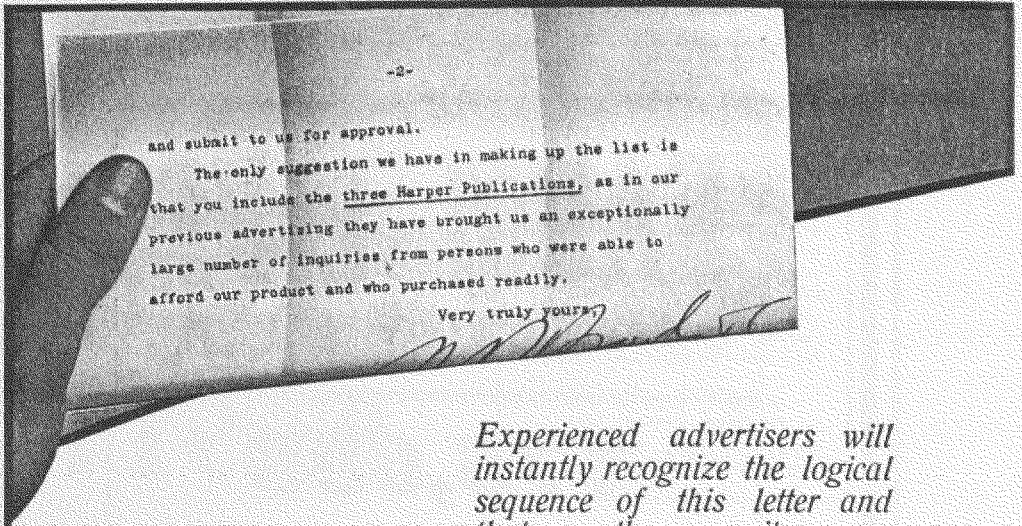 -2-
and submit to us for approval.
The only suggestion we have in making up the list is
that you include the three Harper Publications, as in our
previous advertising they have brought us an exceptionally
large number of inquiries from persons who were able to
afford our product and who purchased readily.
Very truly yours,
Experienced advertisers will
instantly recognize the logical
sequence of this letter and